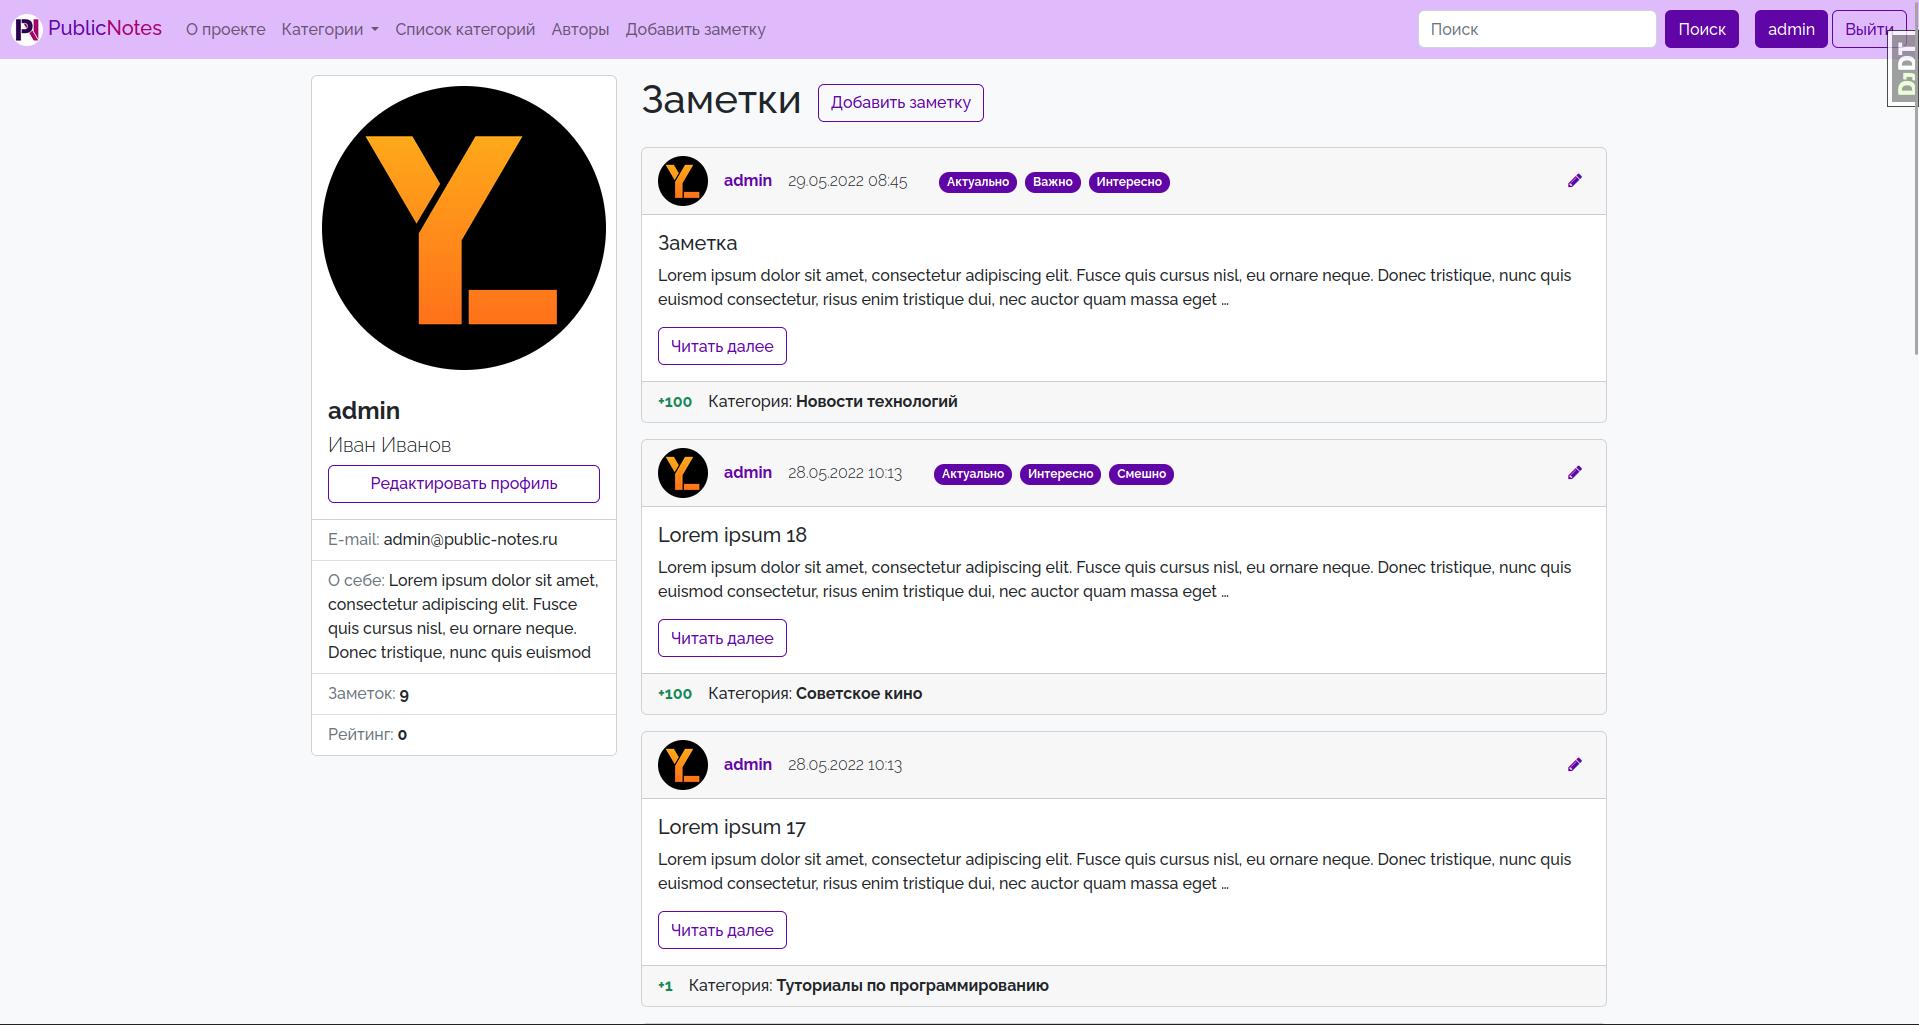 PublicNotes О проекте Категории Список категорий Авторы Добавить заметку Поиск Поиск admin Выйти
DjDT
admin
Иван Иванов
Редактировать профиль
E-mail: admin@public-notes.ru
О себе: Lorem ipsum dolor sit amet,
consectetur adipiscing elit. Fusce
quis cursus nisl, eu ornare neque.
Donec tristique, nunc quis euismod
Заметок: 9
Рейтинг: 0
Заметки Добавить заметку
admin 29.05.2022 08:45 Актуально Важно Интересно
Заметка
Lorem ipsum dolor sit amet, consectetur adipiscing elit. Fusce quis cursus nisl, eu ornare neque. Donec tristique, nunc quis
euismod consectetur, risus enim tristique dui, nec auctor quam massa eget …
Читать далее
+100 Категория: Новости технологий
admin 28.05.2022 10:13 Актуально Интересно Смешно
Lorem ipsum 18
Lorem ipsum dolor sit amet, consectetur adipiscing elit. Fusce quis cursus nisl, eu ornare neque. Donec tristique, nunc quis
euismod consectetur, risus enim tristique dui, nec auctor quam massa eget …
Читать далее
+100 Категория: Советское кино
admin 28.05.2022 10:13
Lorem ipsum 17
Lorem ipsum dolor sit amet, consectetur adipiscing elit. Fusce quis cursus nisl, eu ornare neque. Donec tristique, nunc quis
euismod consectetur, risus enim tristique dui, nec auctor quam massa eget …
Читать далее
+1 Категория: Туториалы по программированию